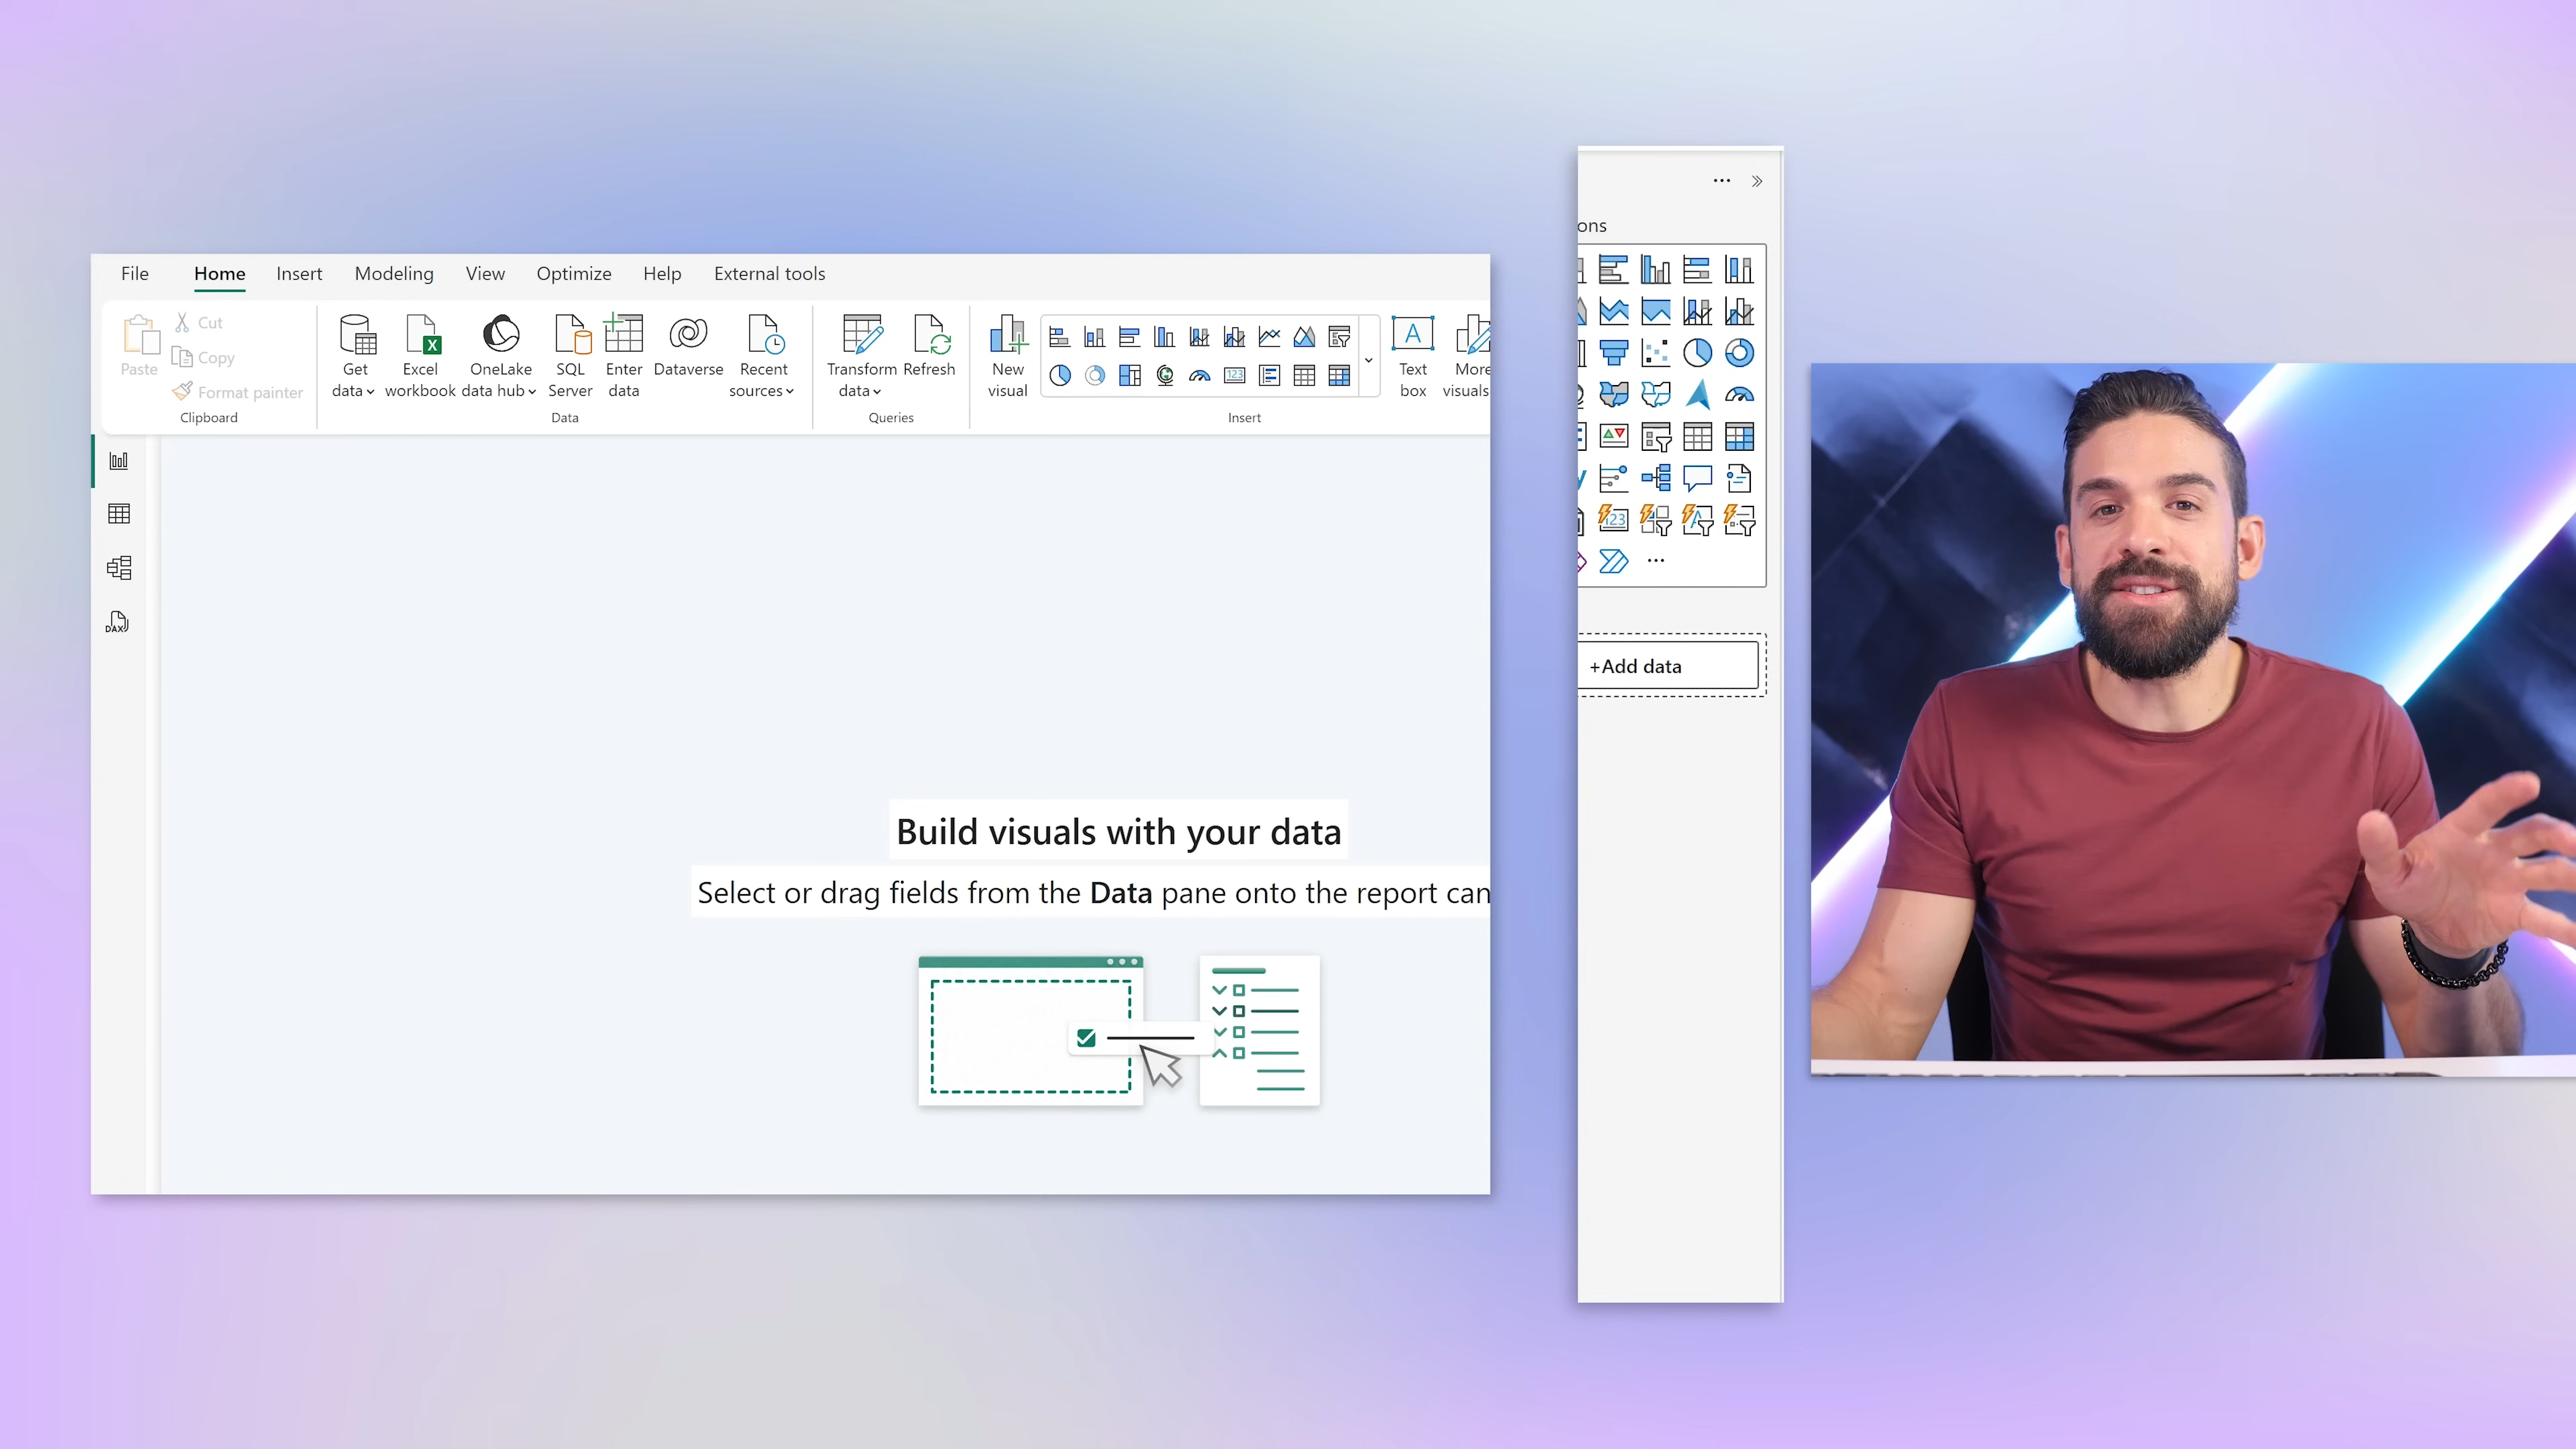 File Home Insert Modeling View Optimize Help External tools
Paste
Cut
Copy
Format painter
Clipboard
Get data
Excel workbook
OneLake data hub
SQL Server
Enter data
Dataverse
Recent sources
Data
Transform data
Refresh
Queries
New visual
123
Insert
A
Text box
More visuals
DAX
Build visuals with your data
Select or drag fields from the Data pane onto the report can
ons
123
+Add data